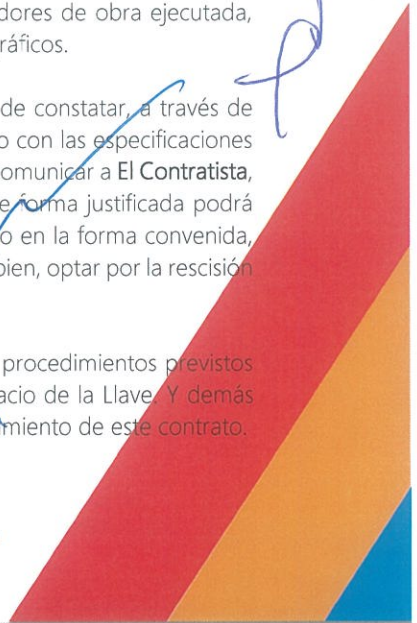 dores de obra ejecutada,
ráficos.
de constatar, a través de
o con las especificaciones
omunicar a El Contratista,
e forma justificada podrá
o en la forma convenida,
bien, optar por la rescisión
procedimientos previstos
acio de la Llave. Y demás
miento de este contrato.